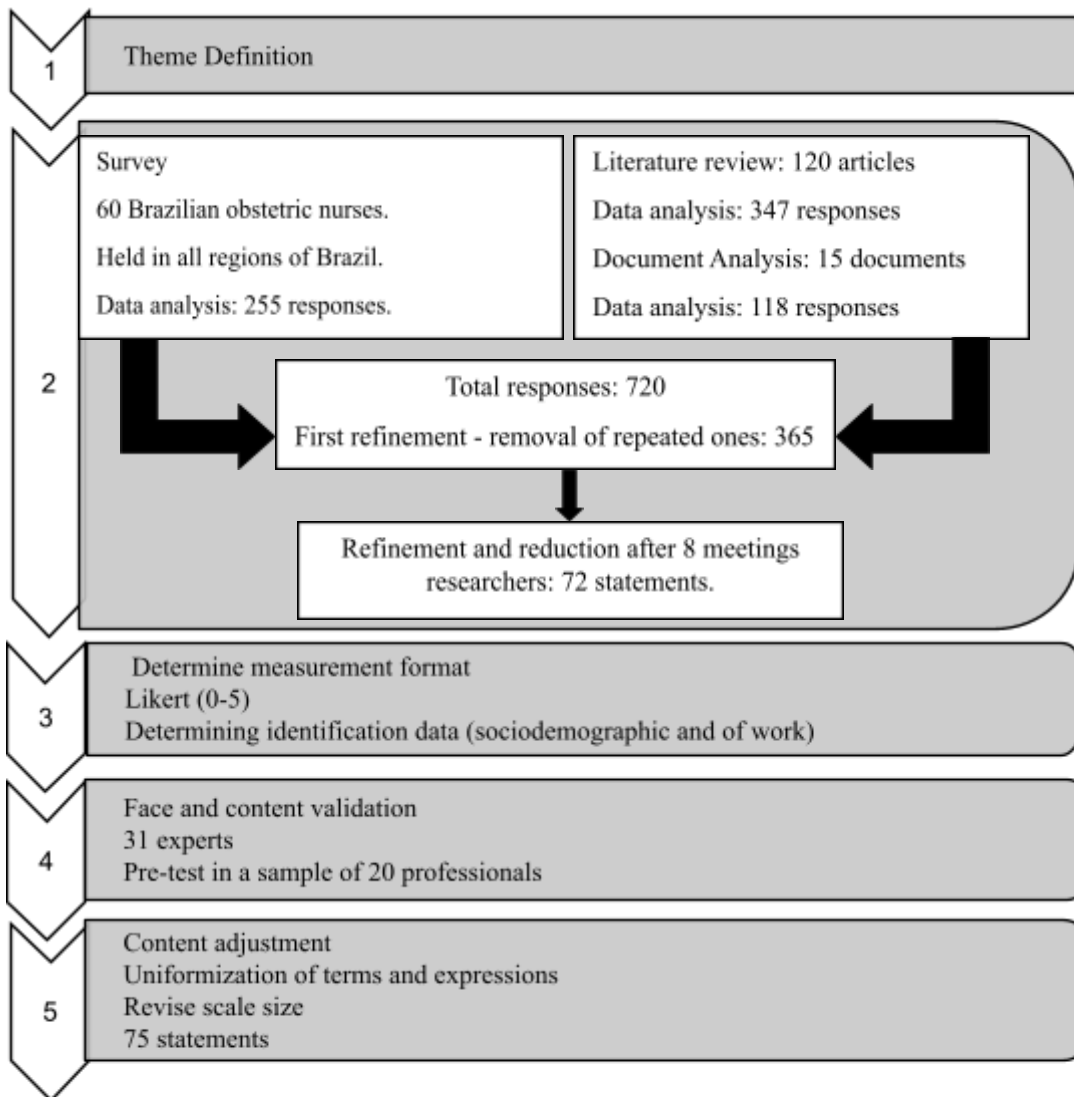 1
Theme Definition
2
Survey
60 Brazilian obstetric nurses.
Held in all regions of Brazil.
Data analysis: 255 responses.
Literature review: 120 articles
Data analysis: 347 responses
Document Analysis: 15 documents
Data analysis: 118 responses
Total responses: 720
First refinement - removal of repeated ones: 365
Refinement and reduction after 8 meetings
researchers: 72 statements.
3
Determine measurement format
Likert (0-5)
Determining identification data (sociodemographic and of work)
4
Face and content validation
31 experts
Pre-test in a sample of 20 professionals
5
Content adjustment
Uniformization of terms and expressions
Revise scale size
75 statements